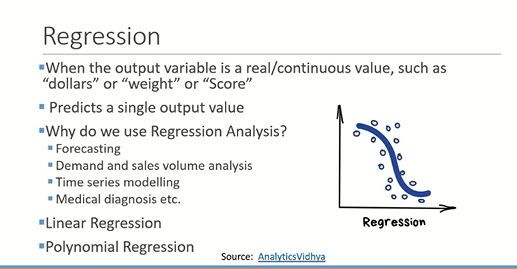 Regression
When the output variable is a real/continuous value, such as
“dollars” or “weight” or “Score”
Predicts a single output value
Why do we use Regression Analysis?
Forecasting
Demand and sales volume analysis
Time series modelling
Medical diagnosis etc.
Linear Regression
Polynomial Regression
Regression
Source: AnalyticsVidhya